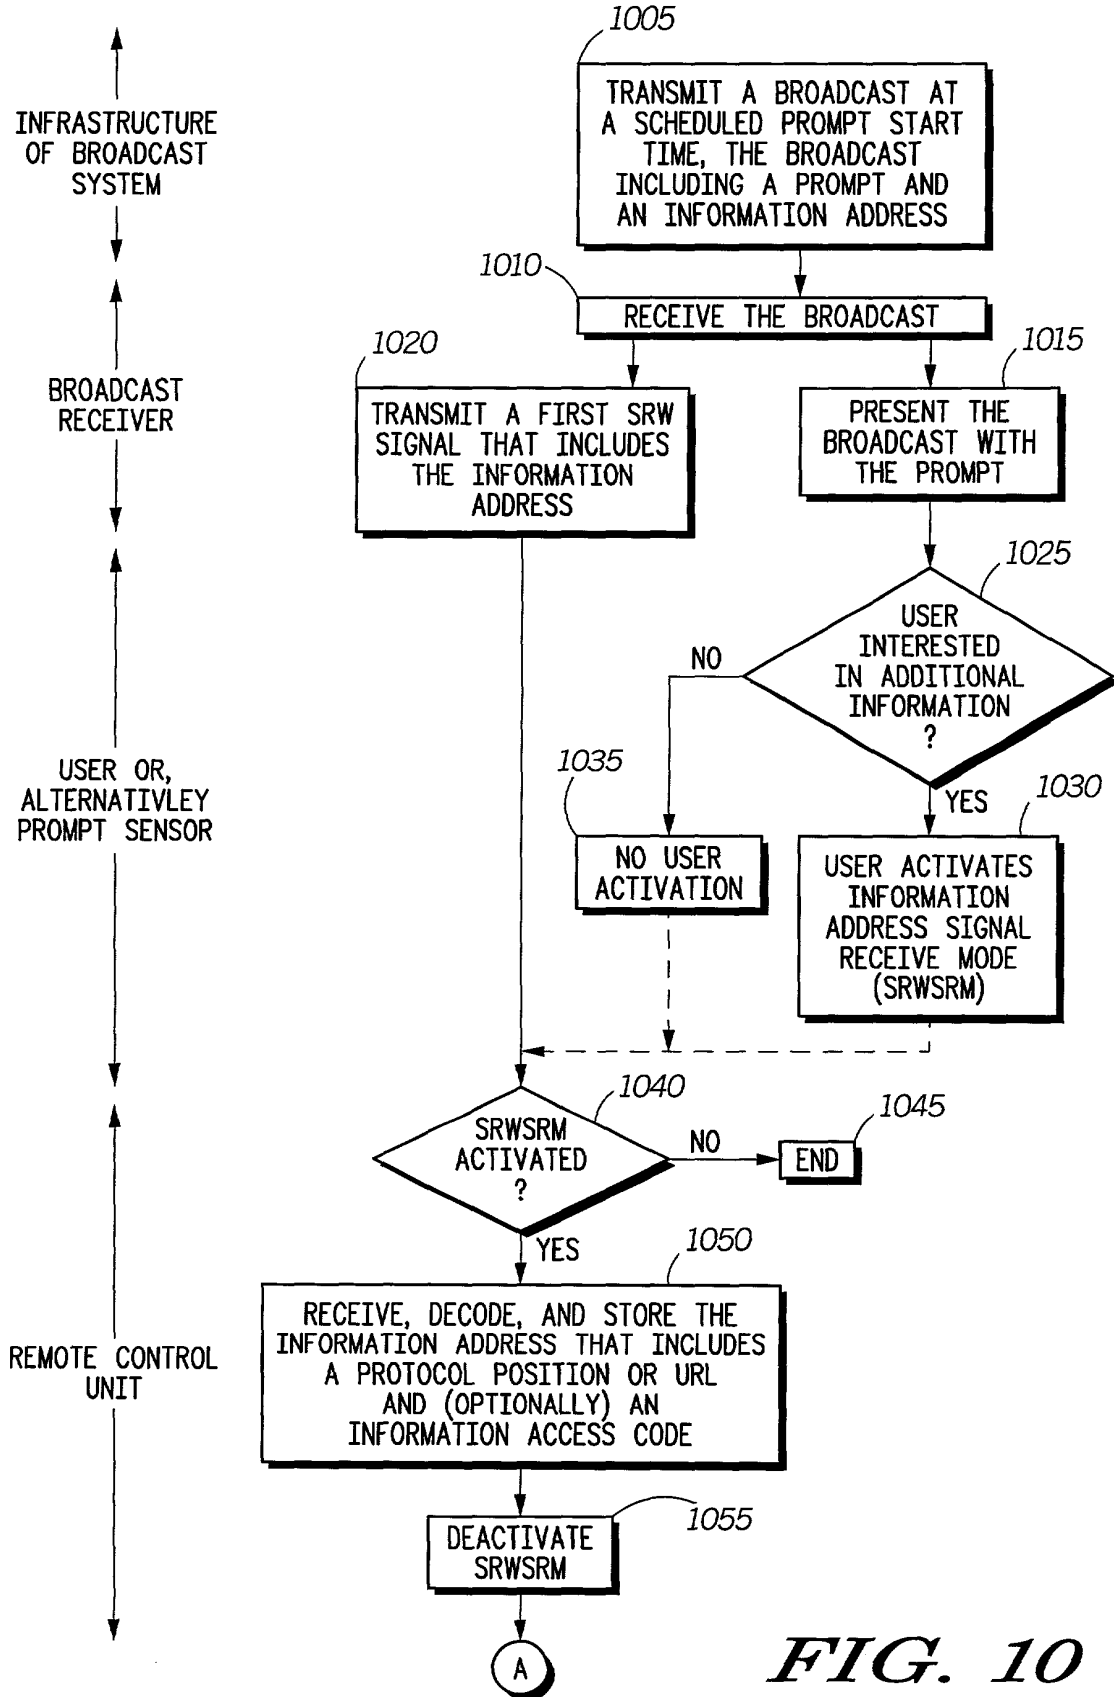 1005
TRANSMIT A BROADCAST AT
A SCHEDULED PROMPT START
TIME, THE BROADCAST
INCLUDING A PROMPT AND
AN INFORMATION ADDRESS
INFRASTRUCTURE
OF BROADCAST
SYSTEM
1010
RECEIVE THE BROADCAST
1020
TRANSMIT A FIRST SRW
SIGNAL THAT INCLUDES
THE INFORMATION
ADDRESS
1015
PRESENT THE
BROADCAST WITH
THE PROMPT
BROADCAST
RECEIVER
1025
USER
INTERESTED
IN ADDITIONAL
INFORMATION
?
NO
YES
1035
NO USER
ACTIVATION
1030
USER ACTIVATES
INFORMATION
ADDRESS SIGNAL
RECEIVE MODE
(SRWSRM)
USER OR,
ALTERNATIVLEY
PROMPT SENSOR
1040
SRWSRM
ACTIVATED
?
NO
1045
END
YES
1050
RECEIVE, DECODE, AND STORE THE
INFORMATION ADDRESS THAT INCLUDES
A PROTOCOL POSITION OR URL
AND (OPTIONALLY) AN
INFORMATION ACCESS CODE
REMOTE CONTROL
UNIT
1055
DEACTIVATE
SRWSRM
A
FIG. 10